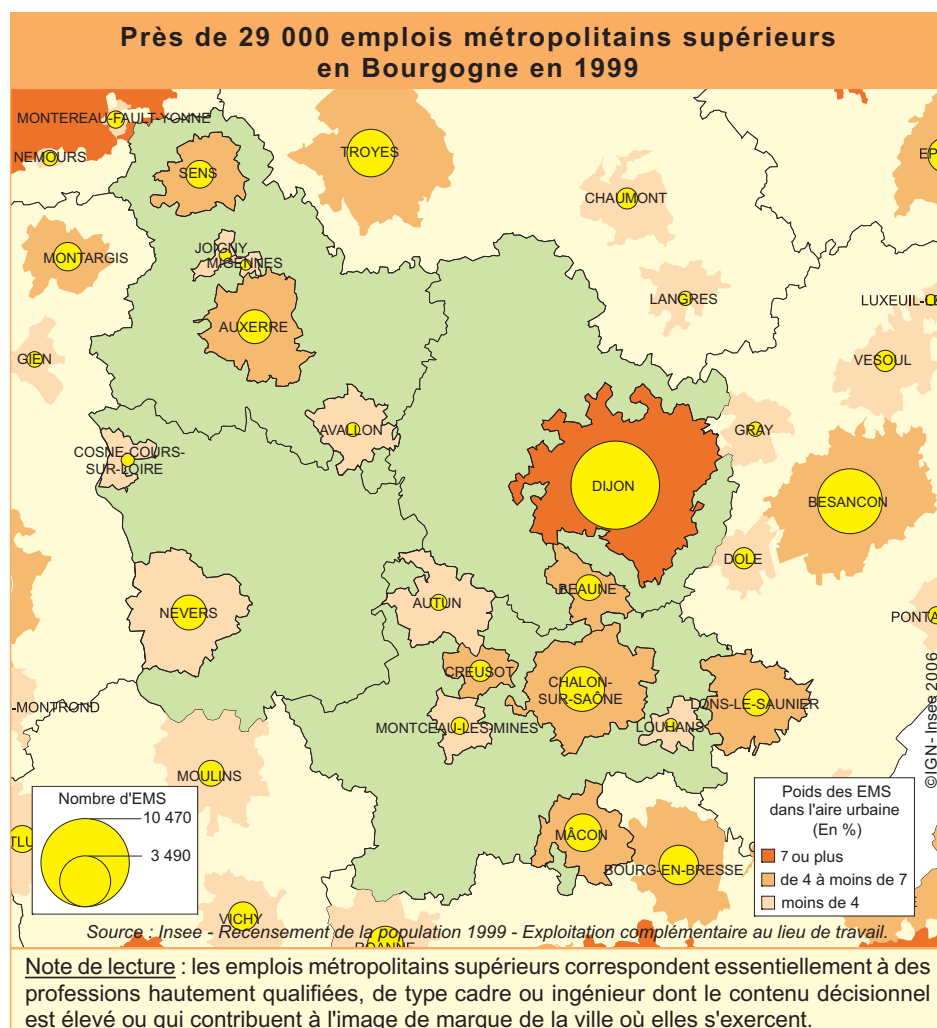 Près de 29 000 emplois métropolitains supérieurs
en Bourgogne en 1999
MONTEREAU-FAULT-YONNE
NEMOURS
TROYES
SENS
CHAUMONT
JOIGNY
MIGENNES
MONTARGIS
LANGRES
AUXERRE
GIEN
VESOUL
AVALLON
GRAY
COSNE-COURS-
SUR-LOIRE
DIJON
BESANCON
DOLE
BEAUNE
NEVERS
AUTUN
PONTA
CREUSOT
CHALON-
SUR-SAÔNE
LONS-LE-SAUNIER
-MONTROND
MONTCEAU-LES-MINES
LOUHANS
MOULINS
MÂCON
BOURG-EN-BRESSE
VICHY
©IGN- Insee 2006
Nombre d'EMS
10 470
3 490
Poids des EMS
dans l'aire urbaine
(En %)
7 ou plus
de 4 à moins de 7
moins de 4
Source : Insee - Recensement de la population 1999 - Exploitation complémentaire au lieu de travail.
Note de lecture : les emplois métropolitains supérieurs correspondent essentiellement à des
professions hautement qualifiées, de type cadre ou ingénieur dont le contenu décisionnel
est élevé ou qui contribuent à l'image de marque de la ville où elles s'exercent.